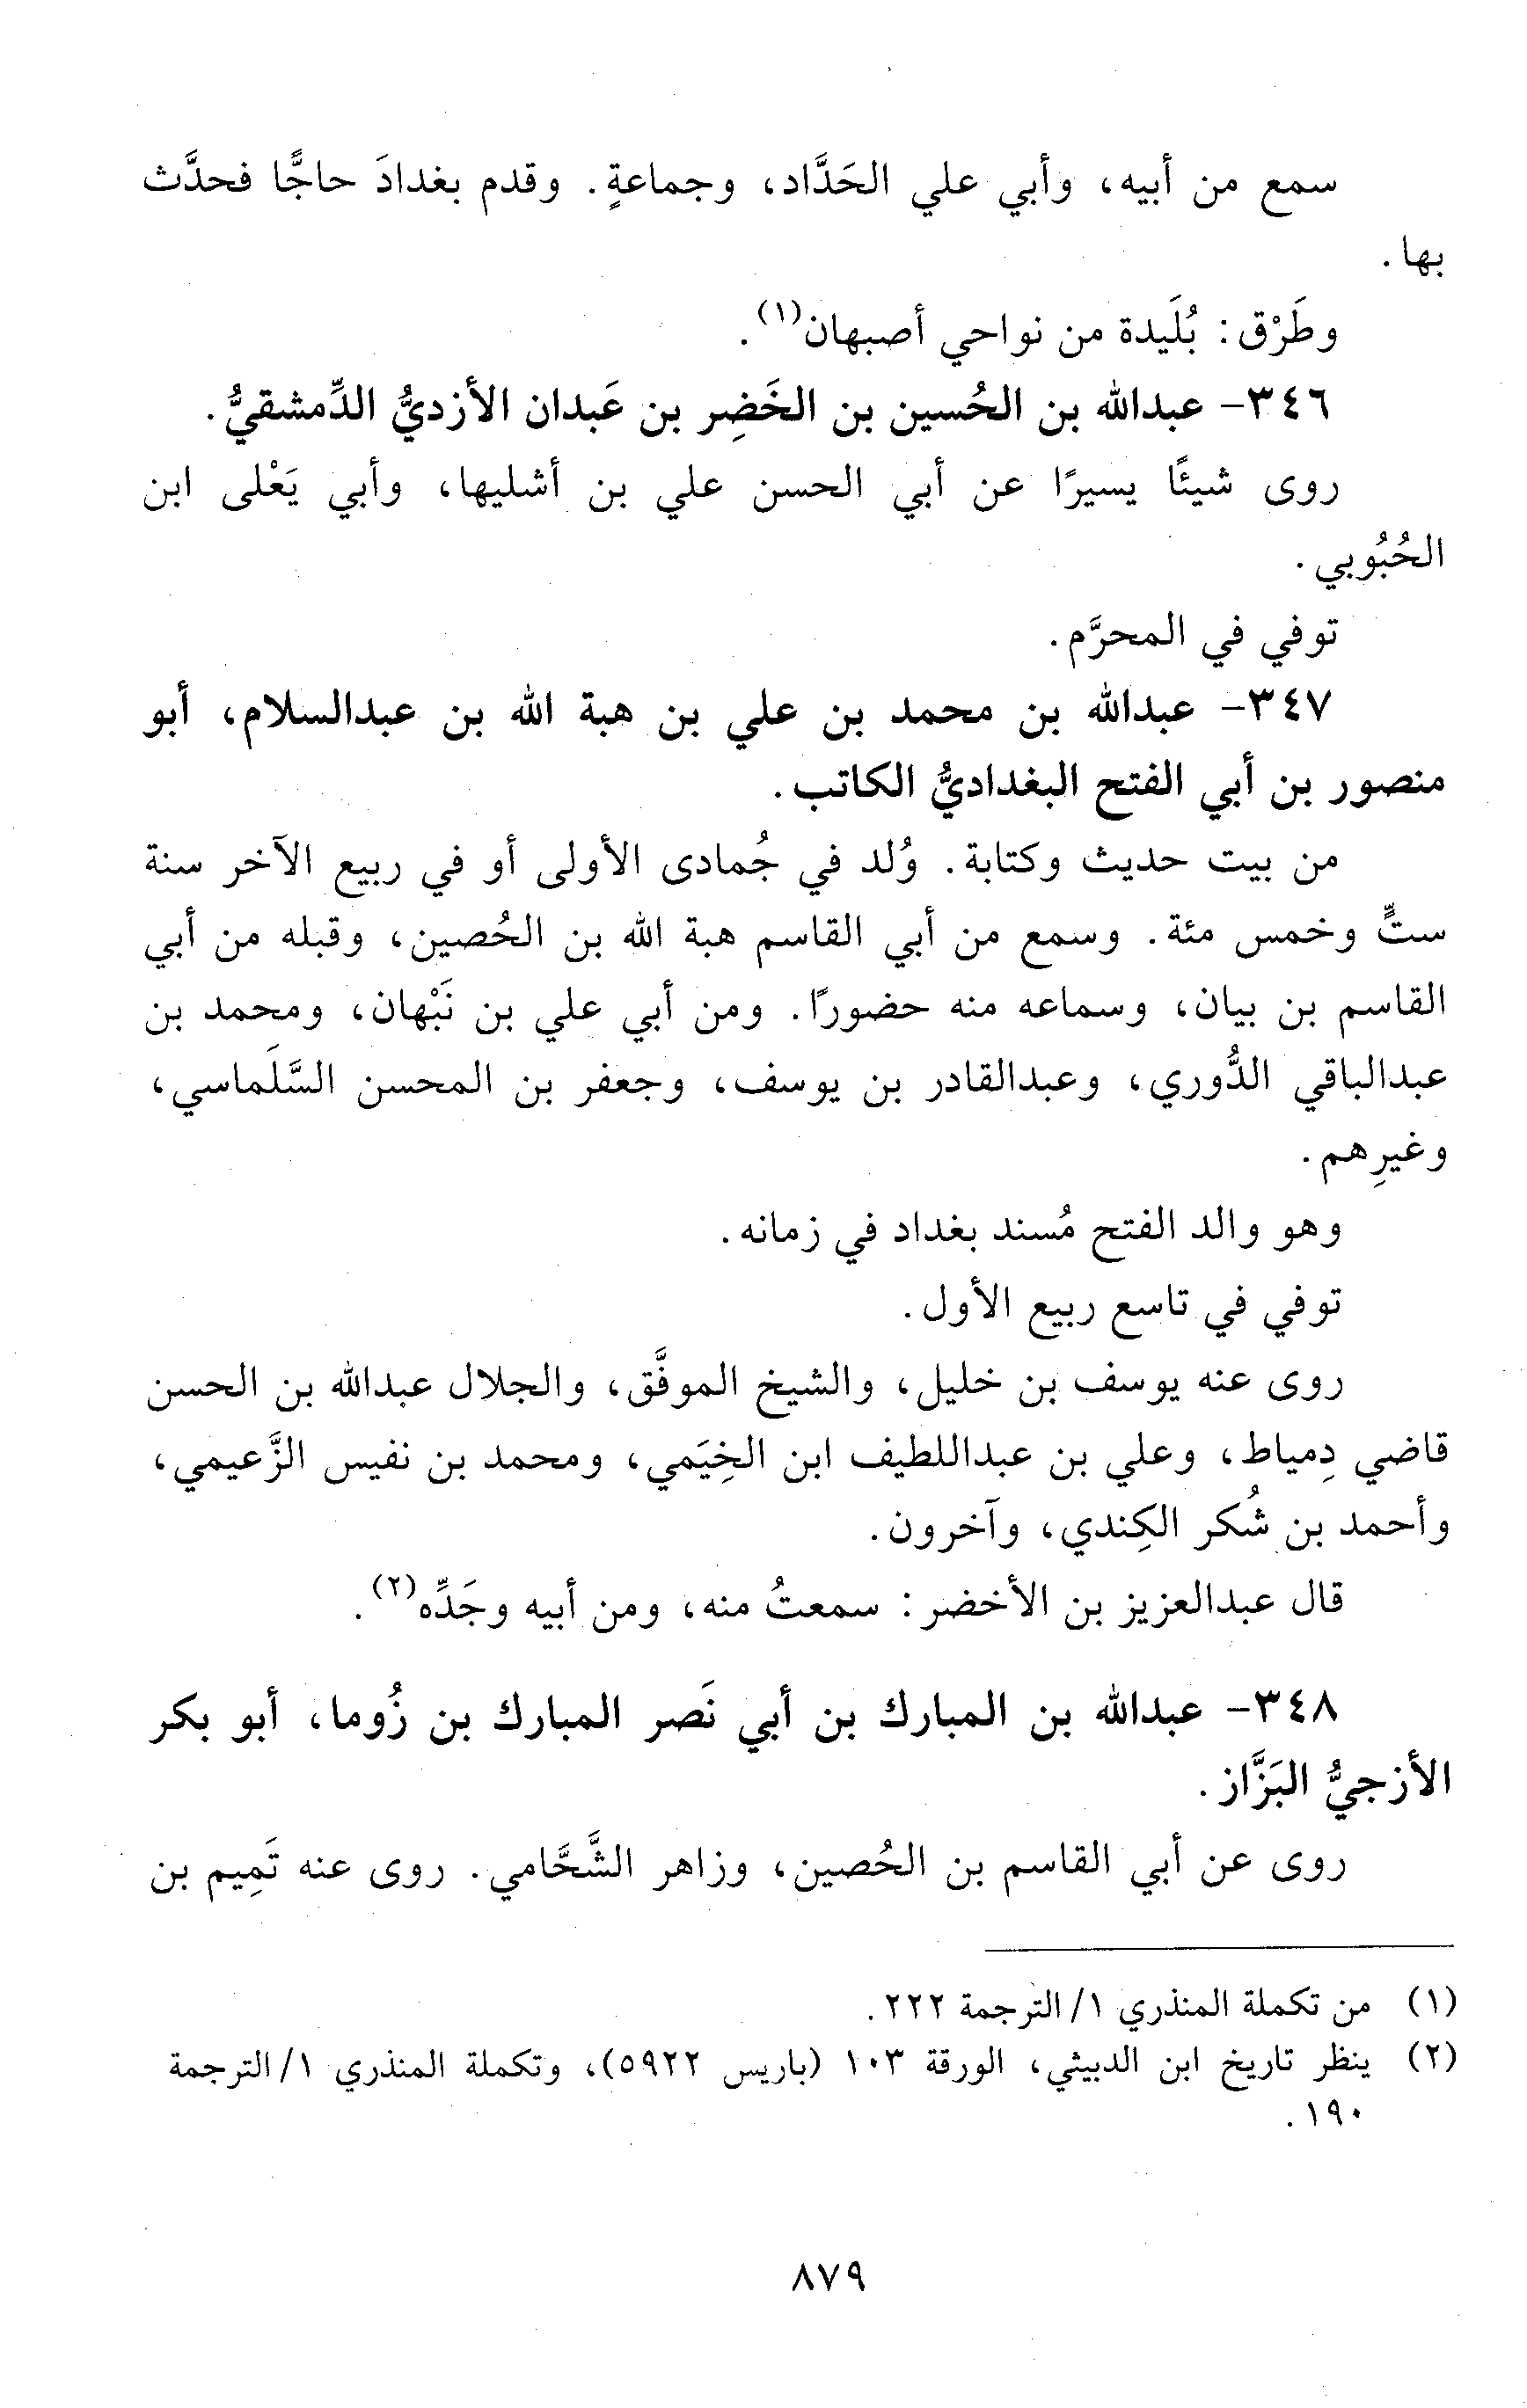 سمع من أبيه، وأبي علي الحَدَّاد، وجماعةٍ. وقدم بغدادَ حاجًّا فحدَّث
بها.
وطَرْق: بُلَيدة من نواحي أصبهان(١).
٣٤٦- عبدالله بن الحُسين بن الخَضِر بن عَبدان الأزديُّ الدِّمشقيُّ.
روى شيئًا يسيرًا عن أبي الحسن علي بن أشليها، وأبي يَعْلى ابن
الحُبُوبي.
توفي في المحرَّم.
٣٤٧- عبدالله بن محمد بن علي بن هبة الله بن عبدالسلام، أبو
منصور بن أبي الفتح البغداديُّ الكاتب.
من بيت حديث وكتابة. وُلد في جُمادى الأولى أو في ربيع الآخر سنة
ستٍّ وخمس مئة. وسمع من أبي القاسم هبة الله بن الحُصين، وقبله من أبي
القاسم بن بيان، وسماعه منه حضورًا. ومن أبي علي بن نَبْهان، ومحمد بن
عبدالباقي الدُّوري، وعبدالقادر بن يوسف، وجعفر بن المحسن السَّلَماسي،
وغيرِهم.
وهو والد الفتح مُسند بغداد في زمانه.
توفي في تاسع ربيع الأول.
روى عنه يوسف بن خليل، والشيخ الموفَّق، والجلال عبدالله بن الحسن
قاضي دِمياط، وعلي بن عبداللطيف ابن الخِيَمي، ومحمد بن نفيس الزَّعيمي،
وأحمد بن شُكر الكِندي، وآخرون.
قال عبدالعزيز بن الأخضر: سمعتُ منه، ومن أبيه وجَدِّه(٢).
٣٤٨- عبدالله بن المبارك بن أبي نَصر المبارك بن زُوما، أبو بكر
الأزجيُّ البَزَّاز.
روى عن أبي القاسم بن الحُصين، وزاهر الشَّحَّامي. روى عنه تَمِيم بن
(١) من تكملة المنذري ١/ الترجمة ٢٢٢.
(٢) ينظر تاريخ ابن الدبيثي، الورقة ١٠٣ (باريس ٥٩٢٢)، وتكملة المنذري ١/ الترجمة
١٩٠.
٨٧٩